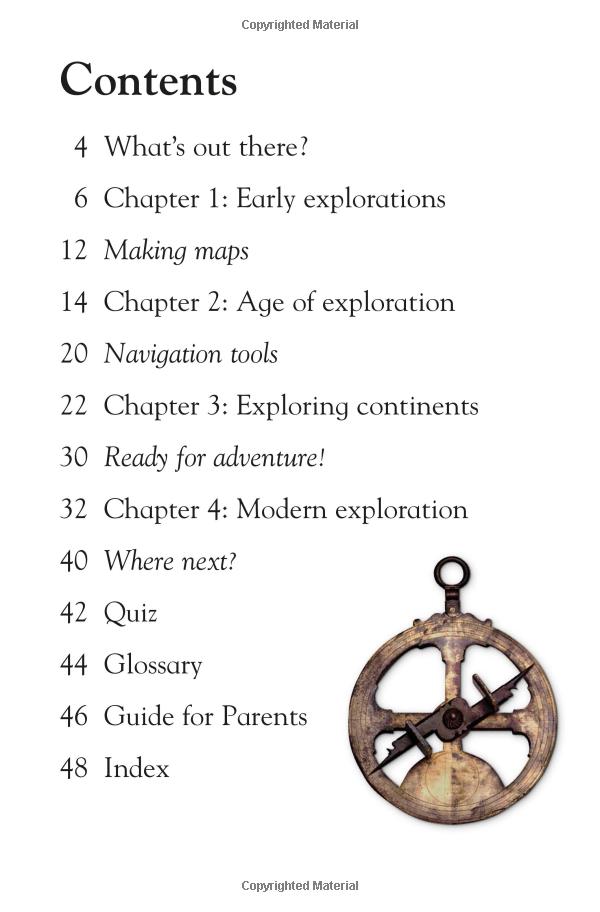 Copyrighted Material
Contents
4 What's out there?
6 Chapter 1: Early explorations
12 Making maps
14 Chapter 2: Age of exploration
20 Navigation tools
22 Chapter 3: Exploring continents
30 Ready for adventure!
32 Chapter 4: Modern exploration
40 Where next?
42 Quiz
44 Glossary
46 Guide for Parents
48 Index
Copyrighted Material